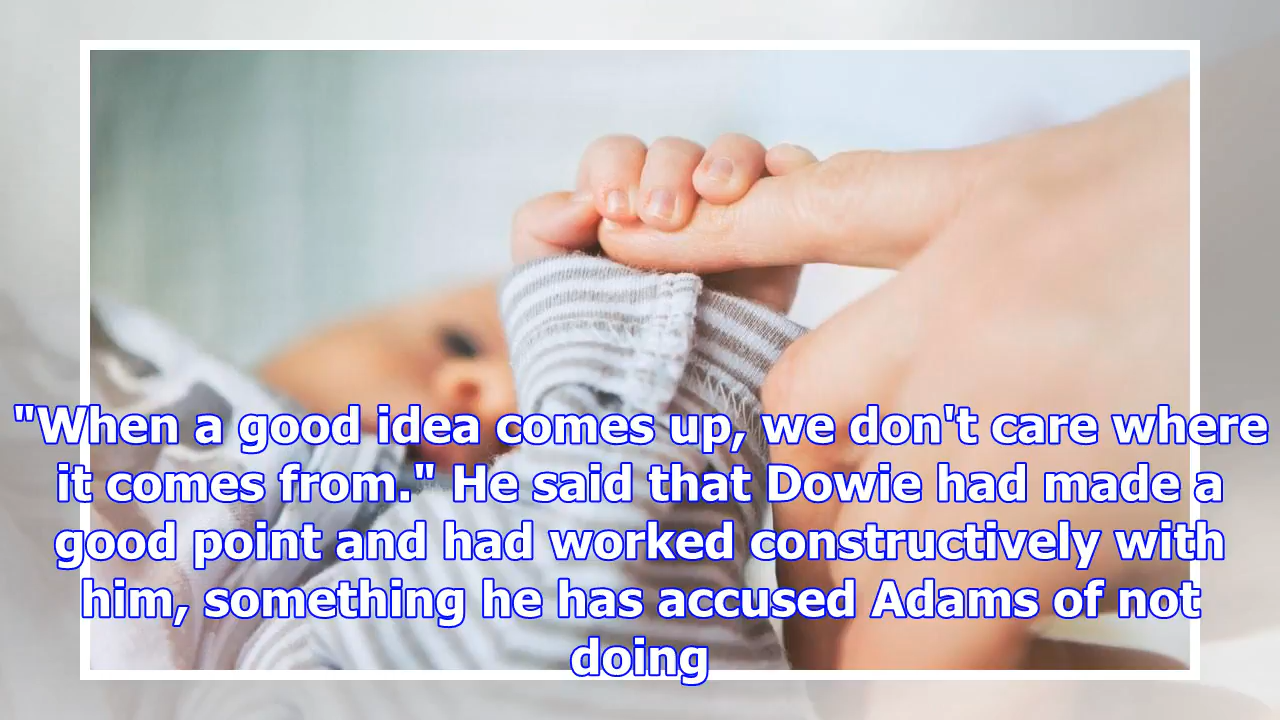 "When a good idea comes up, we don't care where
it comes from." He said that Dowie had made a
good point and had worked constructively with
him, something he has accused Adams of not
doing